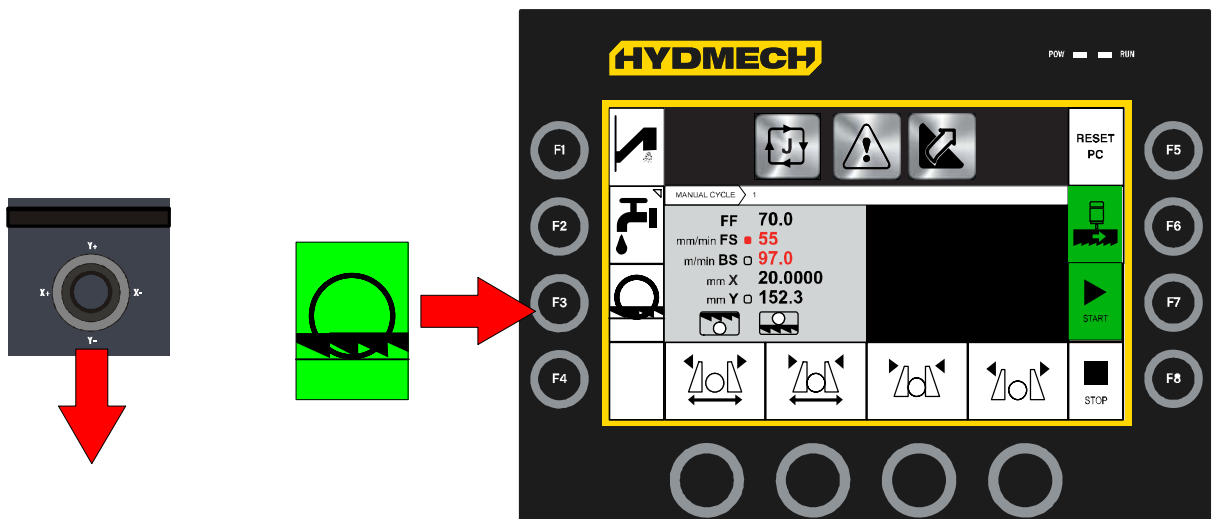 HYDMECH
POW RUN
F1
J
!
RESET
PC
F5
MANUAL CYCLE 1
F2
FF 70.0
mm/min FS 55
m/min BS 97.0
mm X 20.0000
mm Y 152.3
F6
Y+
X+ X-
Y-
F3
START
F7
F4
STOP
F8